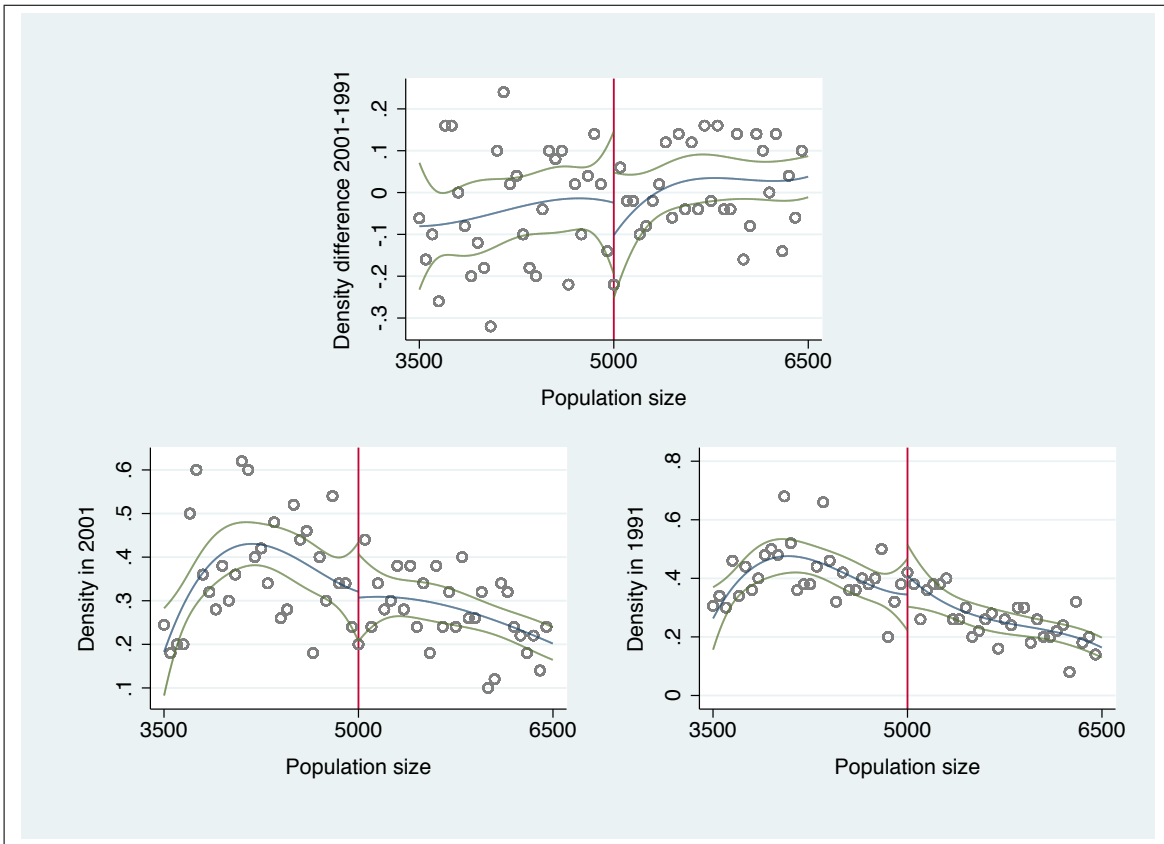 Density difference 2001-1991
.2
.1
0
-.1
-.2
-.3
3500 5000 6500
Population size
Density in 2001
.6
.5
.4
.3
.2
.1
3500 5000 6500
Population size
Density in 1991
.8
.6
.4
.2
0
3500 5000 6500
Population size